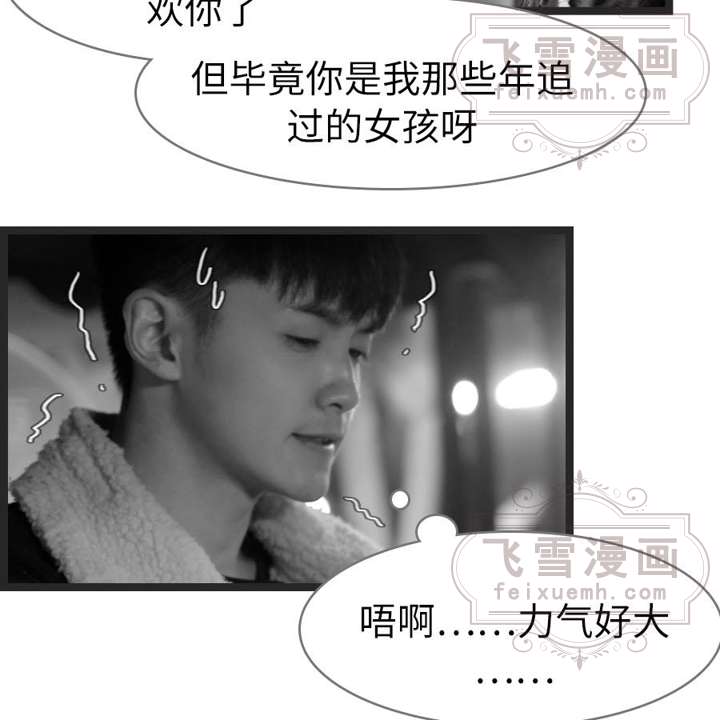 欢你了
但毕竟你是我那些年追
过的女孩呀
飞雪漫画
feixuemh.com
飞雪漫画
feixuemh.com
唔啊……力气好大
……